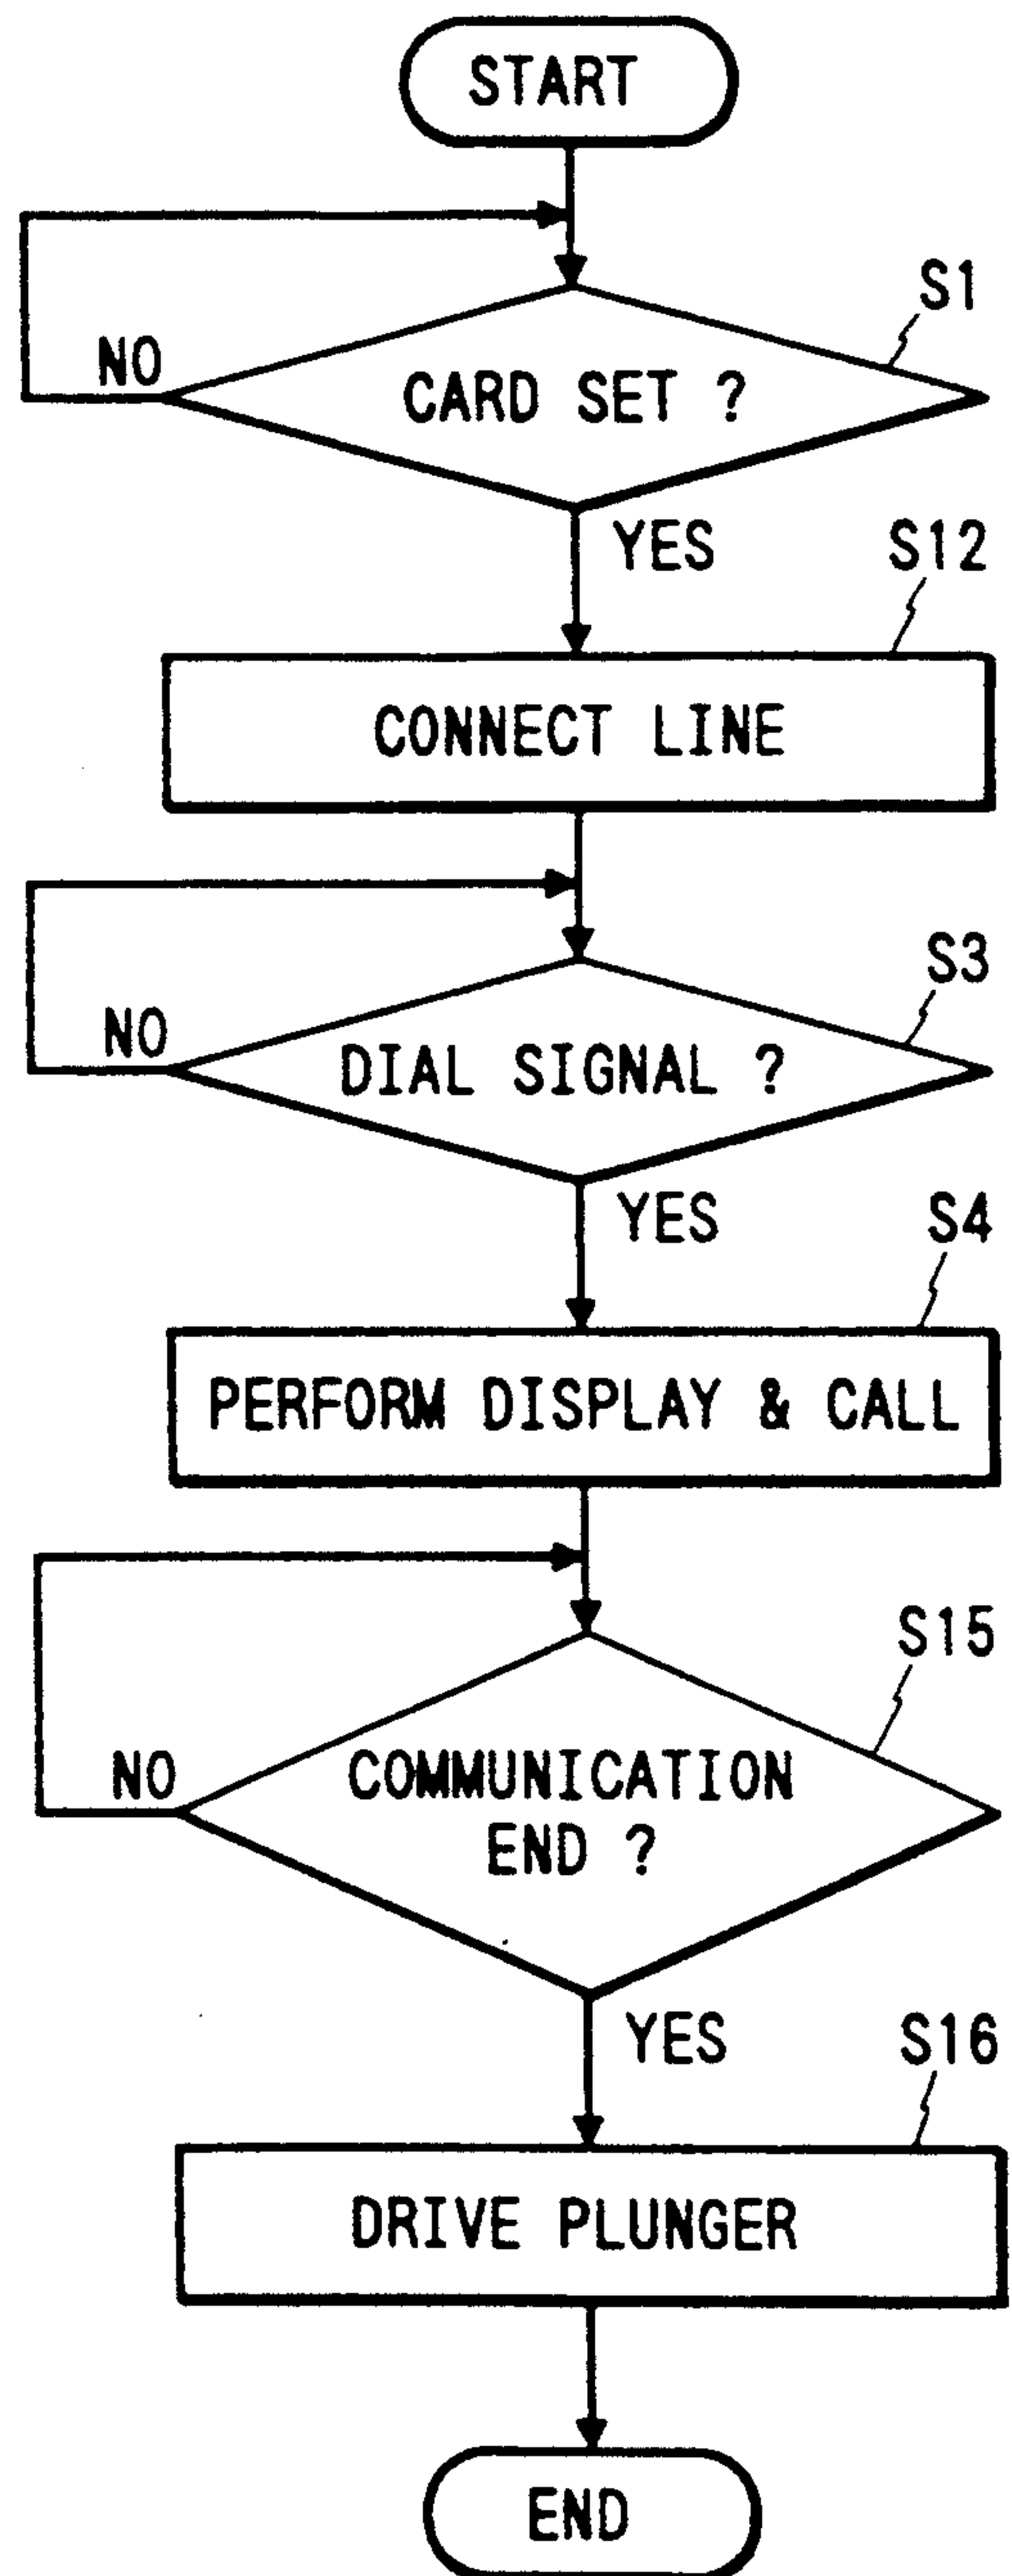 START
S1
NO
CARD SET ?
YES
S12
CONNECT LINE
S3
NO
DIAL SIGNAL ?
YES
S4
PERFORM DISPLAY & CALL
S15
NO
COMMUNICATION
END ?
YES
S16
DRIVE PLUNGER
END